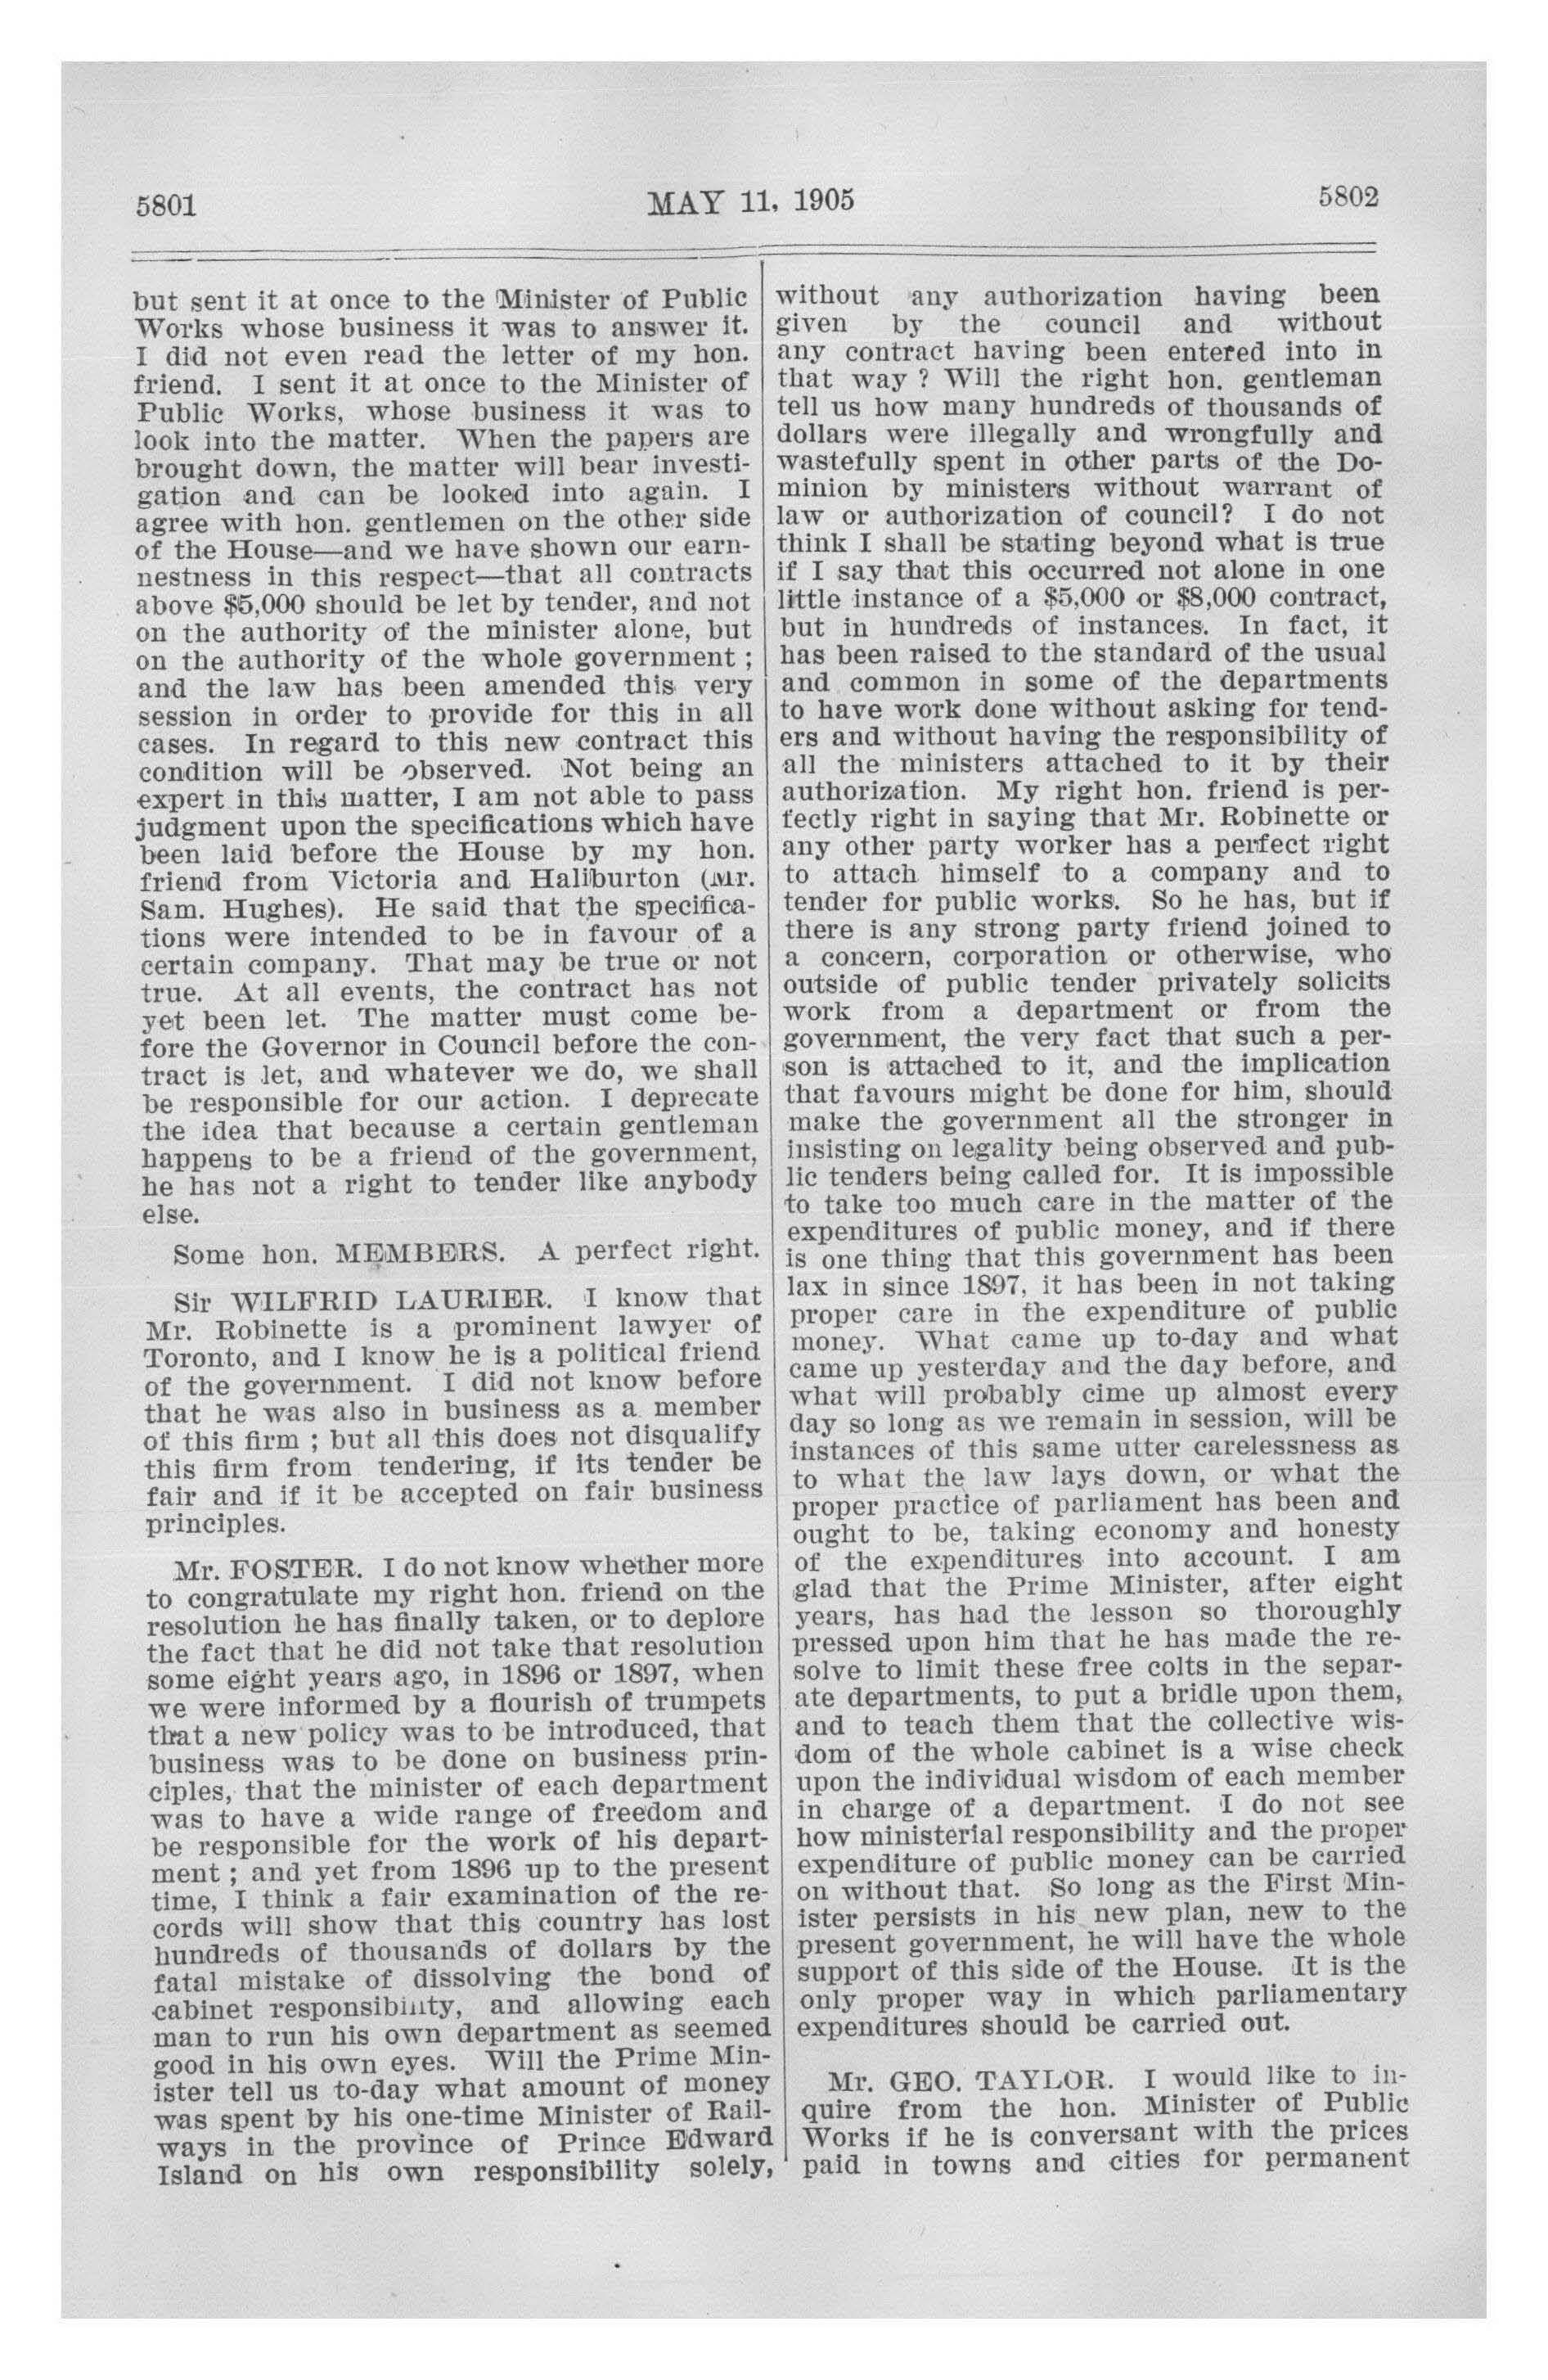 5801
MAY 11, 1905
5802
but sent it at once to the Minister of Public
Works whose business it was to answer it.
I did not even read the letter of my hon.
friend. I sent it at once to the Minister of
Public Works, whose business it was to
look into the matter. When the papers are
brought down, the matter will bear investi-
gation and can be looked into again. I
agree with hon. gentlemen on the other side
of the House—and we have shown our earn-
nestness in this respect—that all contracts
above $5,000 should be let by tender, and not
on the authority of the minister alone, but
on the authority of the whole government ;
and the law has been amended this very
session in order to provide for this in all
cases. In regard to this new contract this
condition will be observed. Not being an
expert in this matter, I am not able to pass
judgment upon the specifications which have
been laid before the House by my hon.
friend from Victoria and Haliburton (Mr.
Sam. Hughes). He said that the specifica-
tions were intended to be in favour of a
certain company. That may be true or not
true. At all events, the contract has not
yet been let. The matter must come be-
fore the Governor in Council before the con-
tract is let, and whatever we do, we shall
be responsible for our action. I deprecate
the idea that because a certain gentleman
happens to be a friend of the government,
he has not a right to tender like anybody
else.
Some hon. MEMBERS. A perfect right.
Sir WILFRID LAURIER. I know that
Mr. Robinette is a prominent lawyer of
Toronto, and I know he is a political friend
of the government. I did not know before
that he was also in business as a member
of this firm ; but all this does not disqualify
this firm from tendering, if its tender be
fair and if it be accepted on fair business
principles.
Mr. FOSTER. I do not know whether more
to congratulate my right hon. friend on the
resolution he has finally taken, or to deplore
the fact that he did not take that resolution
some eight years ago, in 1896 or 1897, when
we were informed by a flourish of trumpets
that a new policy was to be introduced, that
business was to be done on business prin-
ciples, that the minister of each department
was to have a wide range of freedom and
be responsible for the work of his depart-
ment ; and yet from 1896 up to the present
time, I think a fair examination of the re-
cords will show that this country has lost
hundreds of thousands of dollars by the
fatal mistake of dissolving the bond of
cabinet responsibility, and allowing each
man to run his own department as seemed
good in his own eyes. Will the Prime Min-
ister tell us to-day what amount of money
was spent by his one-time Minister of Rail-
ways in the province of Prince Edward
Island on his own responsibility solely,
without any authorization having been
given by the council and without
any contract having been entered into in
that way ? Will the right hon. gentleman
tell us how many hundreds of thousands of
dollars were illegally and wrongfully and
wastefully spent in other parts of the Do-
minion by ministers without warrant of
law or authorization of council? I do not
think I shall be stating beyond what is true
if I say that this occurred not alone in one
little instance of a $5,000 or $8,000 contract,
but in hundreds of instances. In fact, it
has been raised to the standard of the usual
and common in some of the departments
to have work done without asking for tend-
ers and without having the responsibility of
all the ministers attached to it by their
authorization. My right hon. friend is per-
fectly right in saying that Mr. Robinette or
any other party worker has a perfect right
to attach himself to a company and to
tender for public works. So he has, but if
there is any strong party friend joined to
a concern, corporation or otherwise, who
outside of public tender privately solicits
work from a department or from the
government, the very fact that such a per-
son is attached to it, and the implication
that favours might be done for him, should
make the government all the stronger in
insisting on legality being observed and pub-
lic tenders being called for. It is impossible
to take too much care in the matter of the
expenditures of public money, and if there
is one thing that this government has been
lax in since 1897, it has been in not taking
proper care in the expenditure of public
money. What came up to-day and what
came up yesterday and the day before, and
what will probably cime up almost every
day so long as we remain in session, will be
instances of this same utter carelessness as
to what the law lays down, or what the
proper practice of parliament has been and
ought to be, taking economy and honesty
of the expenditures into account. I am
glad that the Prime Minister, after eight
years, has had the lesson so thoroughly
pressed upon him that he has made the re-
solve to limit these free colts in the separ-
ate departments, to put a bridle upon them,
and to teach them that the collective wis-
dom of the whole cabinet is a wise check
upon the individual wisdom of each member
in charge of a department. I do not see
how ministerial responsibility and the proper
expenditure of public money can be carried
on without that. So long as the First Min-
ister persists in his new plan, new to the
present government, he will have the whole
support of this side of the House. It is the
only proper way in which parliamentary
expenditures should be carried out.
Mr. GEO. TAYLOR. I would like to in-
quire from the hon. Minister of Public
Works if he is conversant with the prices
paid in towns and cities for permanent